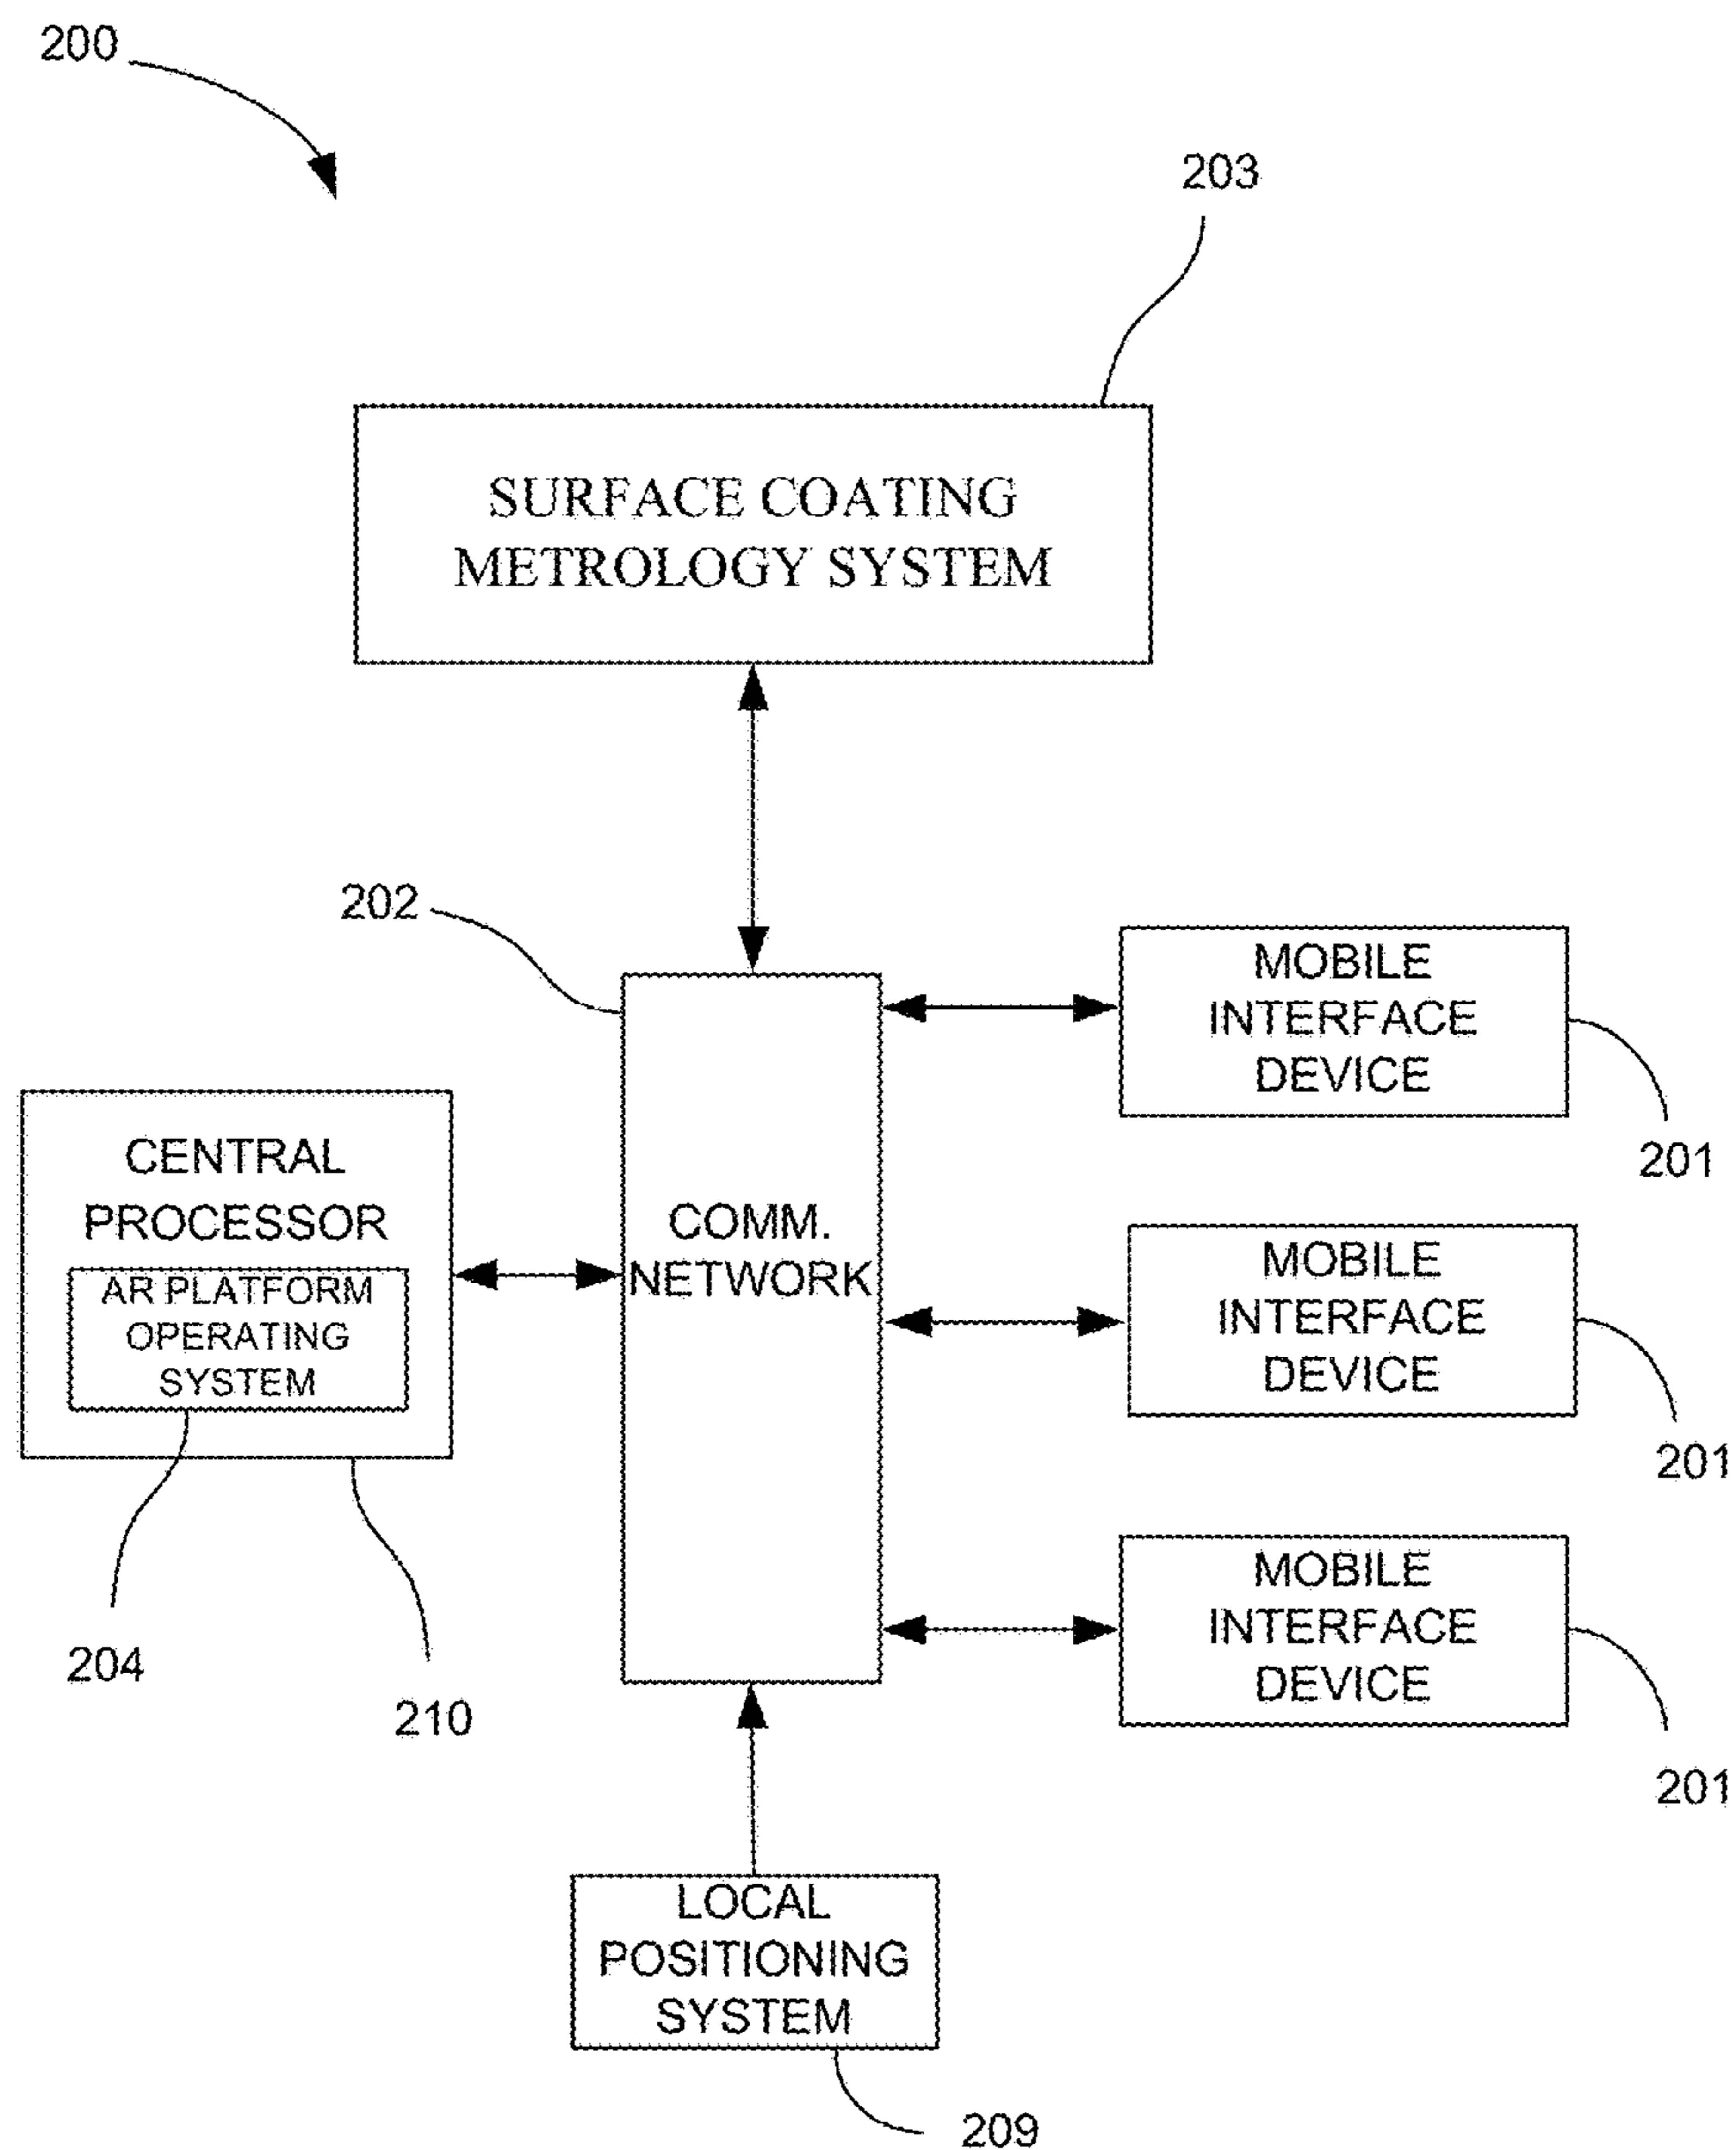 200
203
SURFACE COATING
METROLOGY SYSTEM
202
MOBILE
INTERFACE
DEVICE
201
CENTRAL
PROCESSOR
AR PLATFORM
OPERATING
SYSTEM
COMM.
NETWORK
MOBILE
INTERFACE
DEVICE
201
204
210
MOBILE
INTERFACE
DEVICE
201
LOCAL
POSITIONING
SYSTEM
209